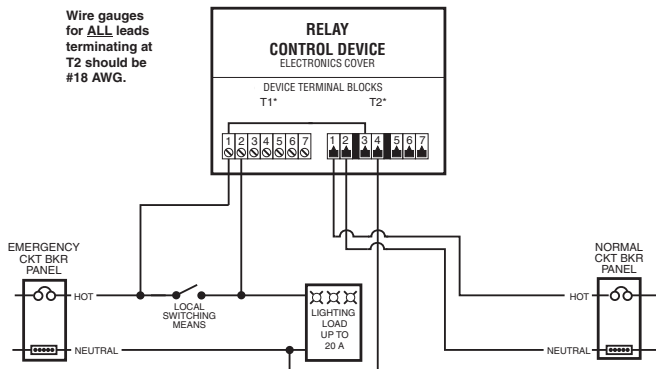 Wire gauges
for ALL leads
terminating at
T2 should be
#18 AWG.
RELAY
CONTROL DEVICE
ELECTRONICS COVER
DEVICE TERMINAL BLOCKS
T1* T2*
1 2 3 4 5 6 7 1 2 3 4 5 6 7
EMERGENCY
CKT BKR
PANEL
HOT
LOCAL
SWITCHING
MEANS
NEUTRAL
LIGHTING
LOAD
UP TO
20 A
NORMAL
CKT BKR
PANEL
HOT
NEUTRAL